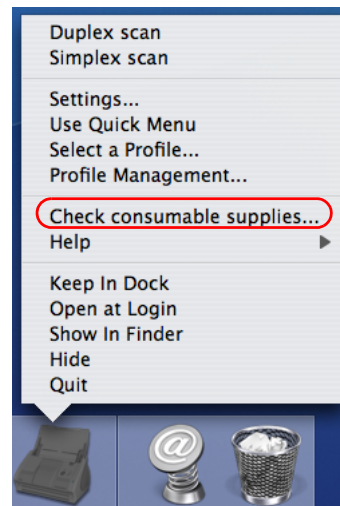 Duplex scan
Simplex scan
Settings...
Use Quick Menu
Select a Profile...
Profile Management...
Check consumable supplies...
Help
Keep In Dock
Open at Login
Show In Finder
Hide
Quit
@